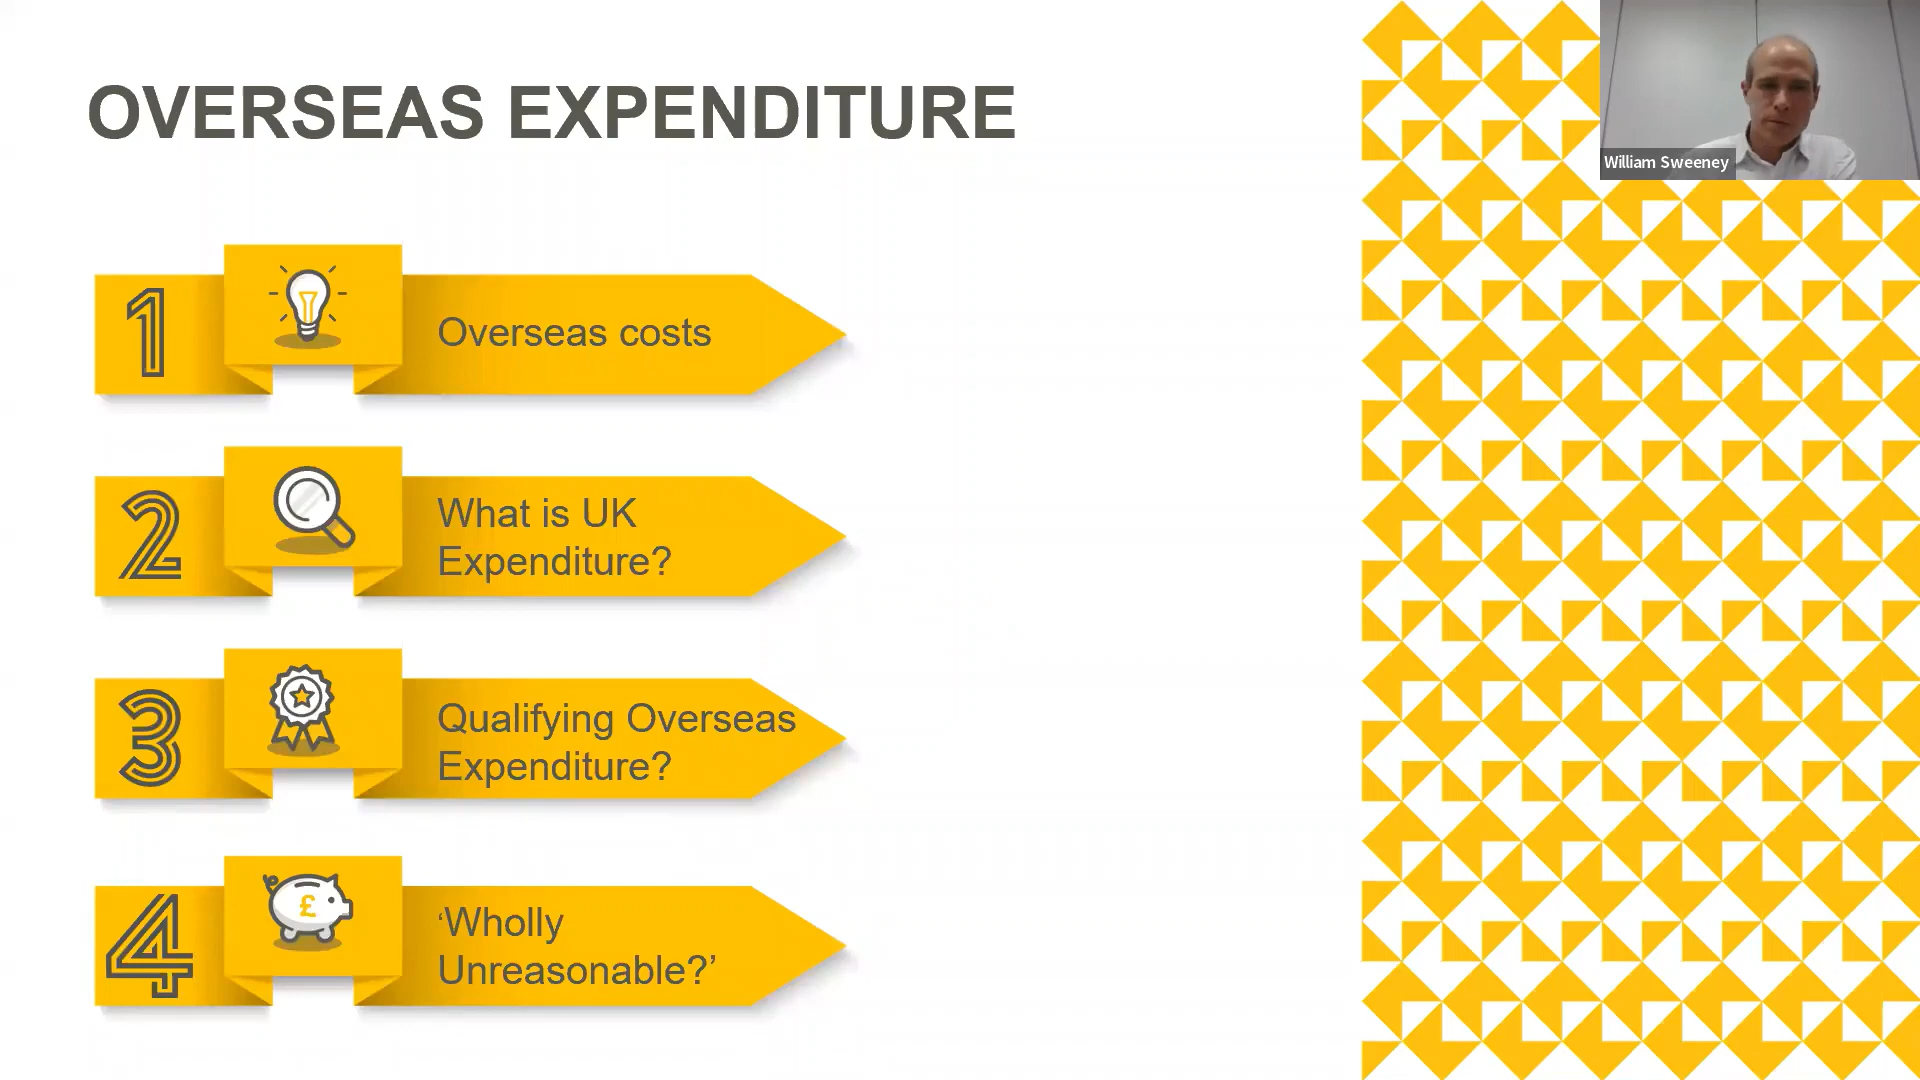 OVERSEAS EXPENDITURE
William Sweeney
1
Overseas costs
2
What is UK
Expenditure?
3
Qualifying Overseas
Expenditure?
4
£
‘Wholly
Unreasonable?’